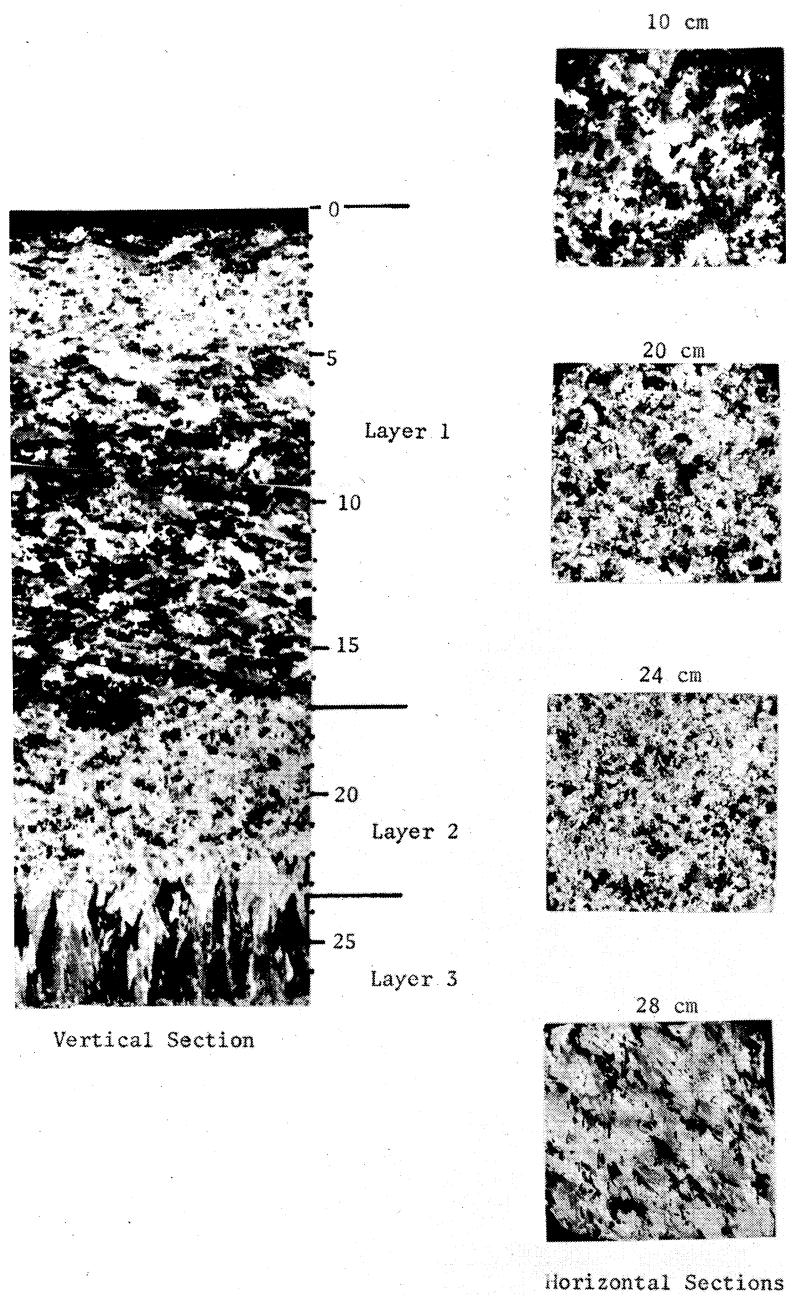 0
5
Layer 1
10
15
20
Layer 2
25
Layer 3
Vertical Section
10 cm
20 cm
24 cm
28 cm
Horizontal Sections